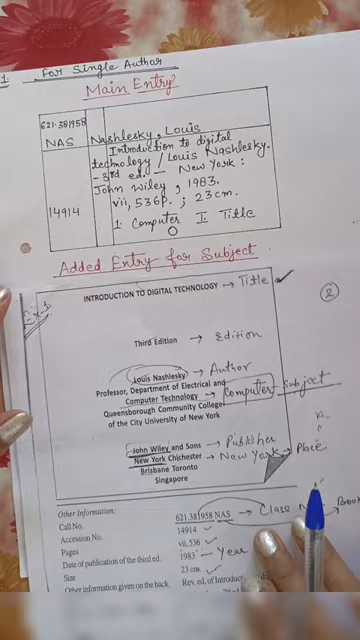 1. For Single Author
Main Entry
621.381958
NAS Nashlesky, Louis
Introduction to digital
technology / Louis Nashlesky.
- 3rd ed. - New York :
John Wiley, 1983.
14914 vii, 536p. ; 23cm.
1. Computer I. Title
Added Entry for Subject
Ex-1
2
INTRODUCTION TO DIGITAL TECHNOLOGY → Title
Third Edition → Edition
Louis Nashlesky → Author
Professor, Department of Electrical and
Computer Technology → Computer Subject
Queensborough Community College
of the City University of New York
John Wiley and Sons → Publisher
New York Chichester → New York → Place
Brisbane Toronto
Singapore
Other Information:
Call No. 621.381958 NAS → Class N → Book
Accession No. 14914
Pages vii, 536
Date of publication of the third ed. 1983 - Year
Size 23 cm.
Other information given on the back Rev. ed. of Introduc